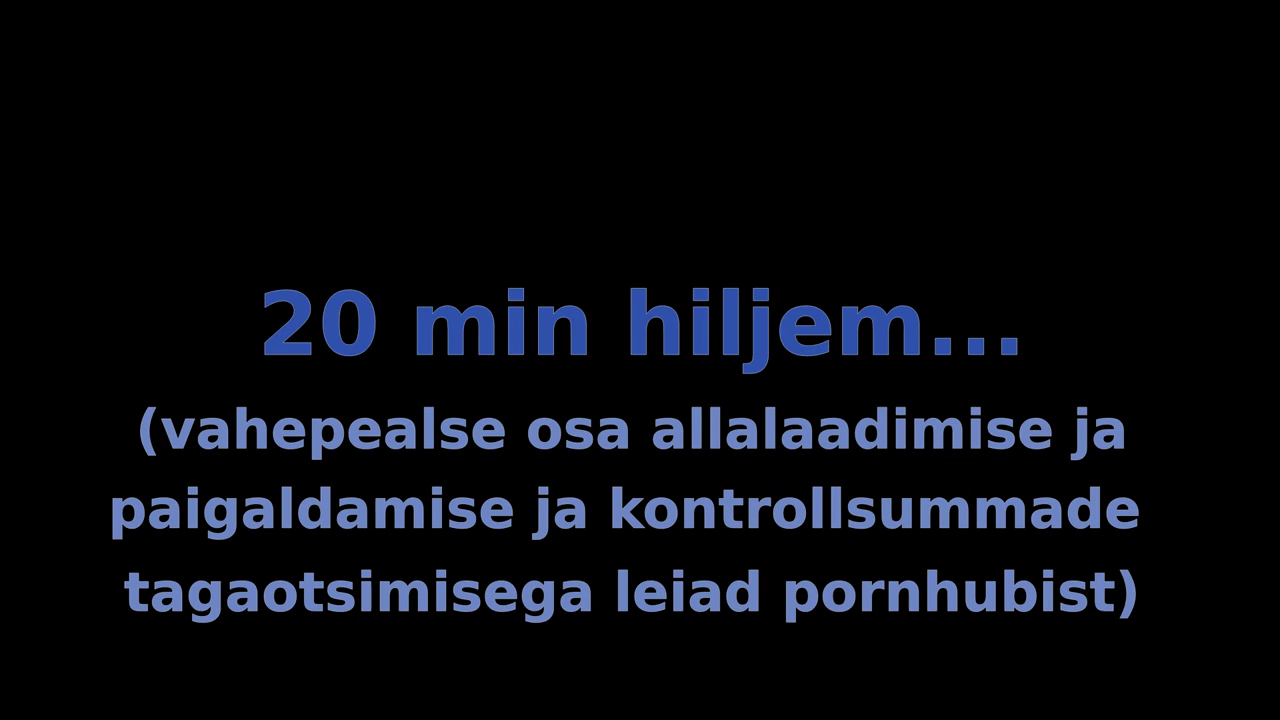 20 min hiljem...
(vahepealse osa allalaadimise ja
paigaldamise ja kontrollsummade
tagaotsimisega leiad pornhubist)